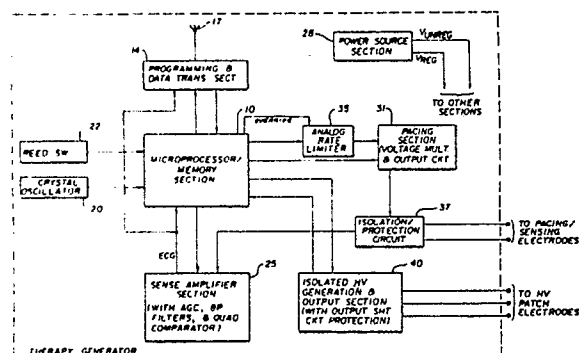 17
28
POWER SOURCE
SECTION
VUNREG
VREG
TO OTHER
SECTIONS
14
PROGRAMMING &
DATA TRANS SECT
10
OVERRIDE
35
ANALOG
RATE
LIMITER
31
PACING
SECTION
(VOLTAGE MULT
& OUTPUT CKT
22
REED SW
CRYSTAL
OSCILLATOR
20
MICROPROCESSOR/
MEMORY
SECTION
37
ISOLATION/
PROTECTION
CIRCUIT
TO PACING/
SENSING
ELECTRODES
ECG
25
SENSE AMPLIFIER
SECTION
(WITH AGC, BP
FILTERS, & QUAD
COMPARATOR)
40
ISOLATED HV
GENERATION &
OUTPUT SECTION
(WITH OUTPUT SHT
CKT PROTECTION)
TO HV
PATCH
ELECTRODES
THERAPY GENERATOR